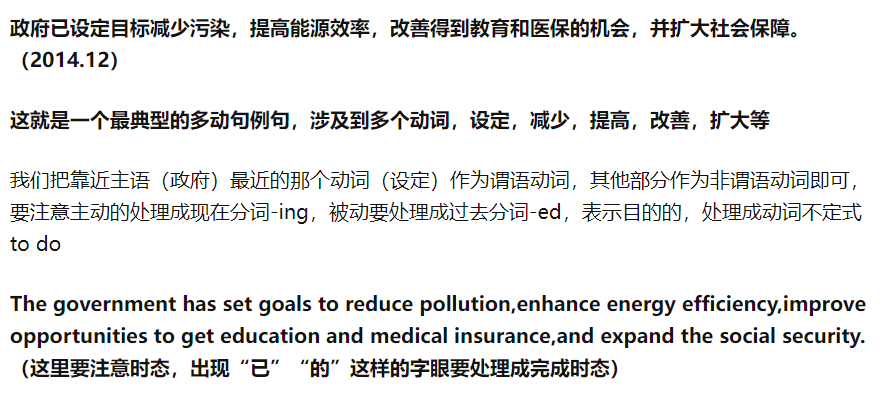 政府已设定目标减少污染，提高能源效率，改善得到教育和医保的机会，并扩大社会保障。
（2014.12）
这就是一个最典型的多动句例句，涉及到多个动词，设定，减少，提高，改善，扩大等
我们把靠近主语（政府）最近的那个动词（设定）作为谓语动词，其他部分作为非谓语动词即可，
要注意主动的处理成现在分词-ing，被动要处理成过去分词-ed，表示目的的，处理成动词不定式
to do
The government has set goals to reduce pollution,enhance energy efficiency,improve
opportunities to get education and medical insurance,and expand the social security.
（这里要注意时态，出现“已”“的”这样的字眼要处理成完成时态）